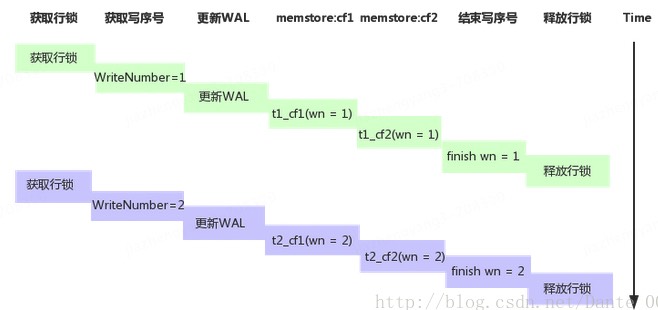 获取行锁 获取写序号 更新WAL memstore:cf1 memstore:cf2 结束写序号 释放行锁 Time
获取行锁
WriteNumber=1
更新WAL
t1_cf1(wn = 1)
t1_cf2(wn = 1)
finish wn = 1
释放行锁
获取行锁
WriteNumber=2
更新WAL
t2_cf1(wn = 2)
t2_cf2(wn = 2)
finish wn = 2
释放行锁
http://blog.csdn.net/Dante_00